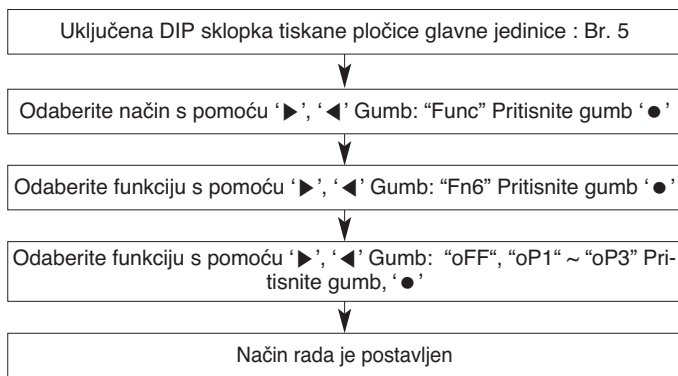 Uključena DIP sklopka tiskane pločice glavne jedinice : Br. 5
Odaberite način s pomoću ‘▶’, ‘◀’ Gumb: “Func” Pritisnite gumb ‘●’
Odaberite funkciju s pomoću ‘▶’, ‘◀’ Gumb: “Fn6” Pritisnite gumb ‘●’
Odaberite funkciju s pomoću ‘▶’, ‘◀’ Gumb: “oFF“, “oP1“ ~ “oP3” Pri-
tisnite gumb, ‘●’
Način rada je postavljen